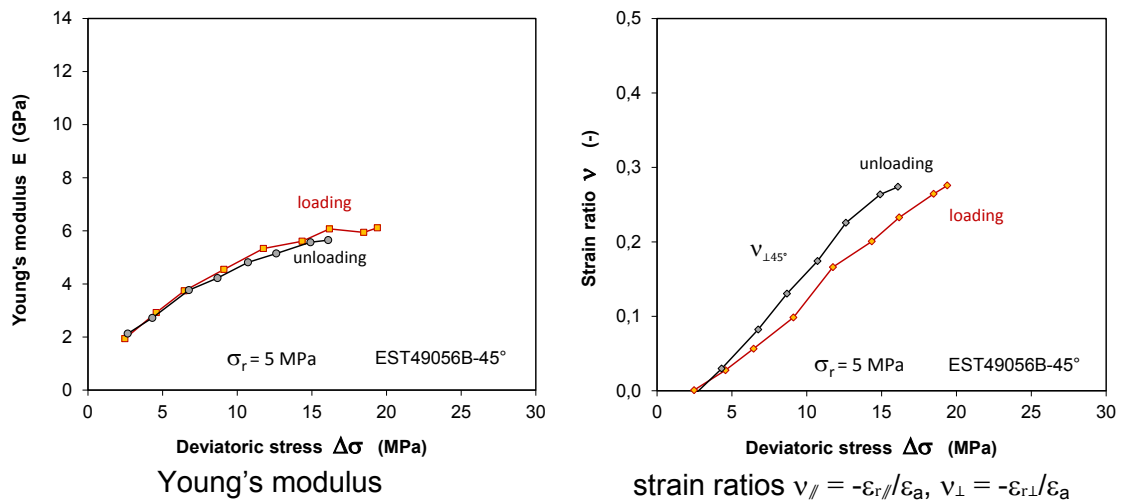 14
12
10
8
6
4
2
0
Young's modulus E (GPa)
loading
unloading
σr = 5 MPa
EST49056B-45°
0 5 10 15 20 25 30
Deviatoric stress Δσ (MPa)
Young's modulus
0,5
0,4
0,3
0,2
0,1
0,0
Strain ratio ν (-)
unloading
loading
ν⊥45°
σr = 5 MPa
EST49056B-45°
0 5 10 15 20 25 30
Deviatoric stress Δσ (MPa)
strain ratios ν⫽ = -εr⫽/εa, ν⊥ = -εr⊥/εa